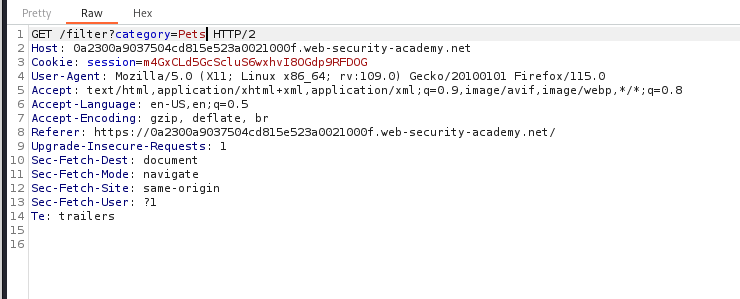 Pretty Raw Hex
1 GET /filter?category=Pets HTTP/2
2 Host: 0a2300a9037504cd815e523a0021000f.web-security-academy.net
3 Cookie: session=m4GxCLd5GcScluS6wxhvI8OGdp9RFDOG
4 User-Agent: Mozilla/5.0 (X11; Linux x86_64; rv:109.0) Gecko/20100101 Firefox/115.0
5 Accept: text/html,application/xhtml+xml,application/xml;q=0.9,image/avif,image/webp,*/*;q=0.8
6 Accept-Language: en-US,en;q=0.5
7 Accept-Encoding: gzip, deflate, br
8 Referer: https://0a2300a9037504cd815e523a0021000f.web-security-academy.net/
9 Upgrade-Insecure-Requests: 1
10 Sec-Fetch-Dest: document
11 Sec-Fetch-Mode: navigate
12 Sec-Fetch-Site: same-origin
13 Sec-Fetch-User: ?1
14 Te: trailers
15
16